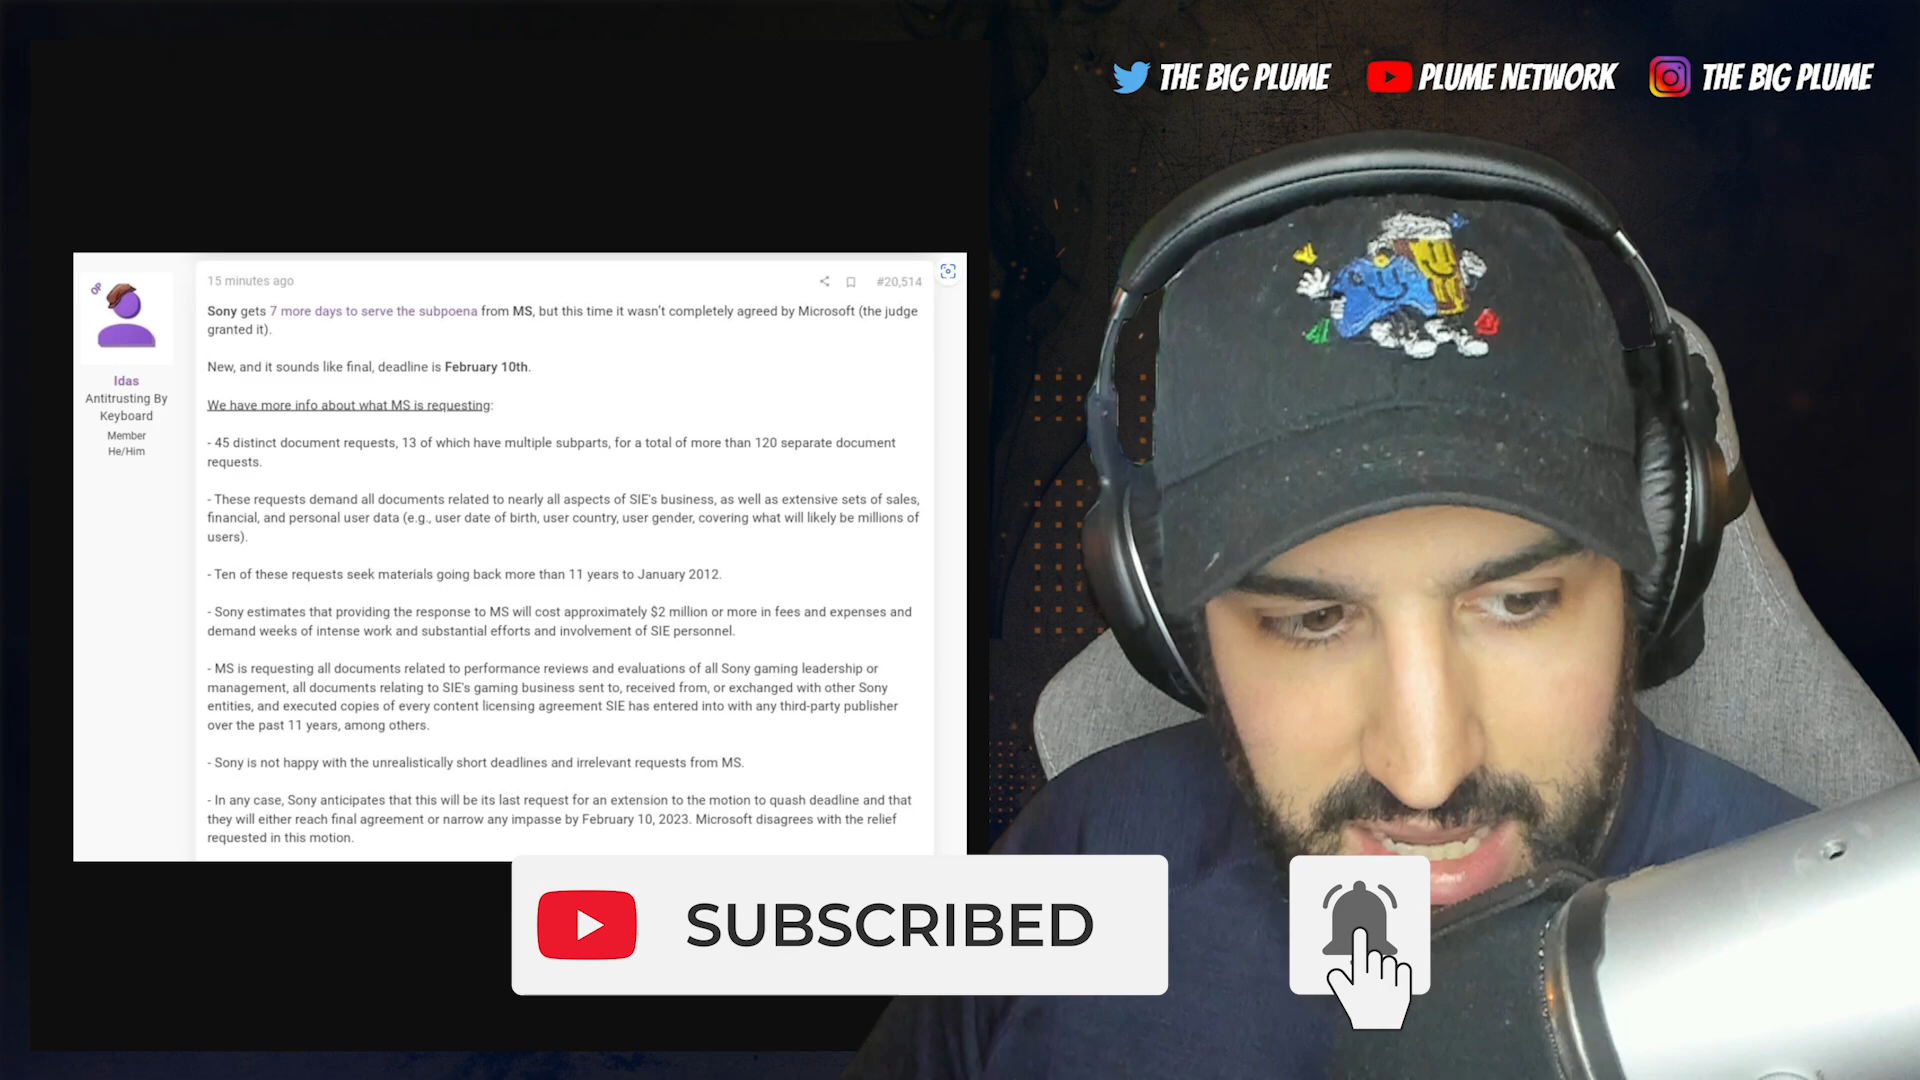 THE BIG PLUME PLUME NETWORK THE BIG PLUME
OP
Idas
Antitrusting By
Keyboard
Member
He/Him
15 minutes ago #20,514
Sony gets 7 more days to serve the subpoena from MS, but this time it wasn't completely agreed by Microsoft (the judge
granted it).
New, and it sounds like final, deadline is February 10th.
We have more info about what MS is requesting:
- 45 distinct document requests, 13 of which have multiple subparts, for a total of more than 120 separate document
requests.
- These requests demand all documents related to nearly all aspects of SIE's business, as well as extensive sets of sales,
financial, and personal user data (e.g., user date of birth, user country, user gender, covering what will likely be millions of
users).
- Ten of these requests seek materials going back more than 11 years to January 2012.
- Sony estimates that providing the response to MS will cost approximately $2 million or more in fees and expenses and
demand weeks of intense work and substantial efforts and involvement of SIE personnel.
- MS is requesting all documents related to performance reviews and evaluations of all Sony gaming leadership or
management, all documents relating to SIE's gaming business sent to, received from, or exchanged with other Sony
entities, and executed copies of every content licensing agreement SIE has entered into with any third-party publisher
over the past 11 years, among others.
- Sony is not happy with the unrealistically short deadlines and irrelevant requests from MS.
- In any case, Sony anticipates that this will be its last request for an extension to the motion to quash deadline and that
they will either reach final agreement or narrow any impasse by February 10, 2023. Microsoft disagrees with the relief
requested in this motion.
SUBSCRIBED